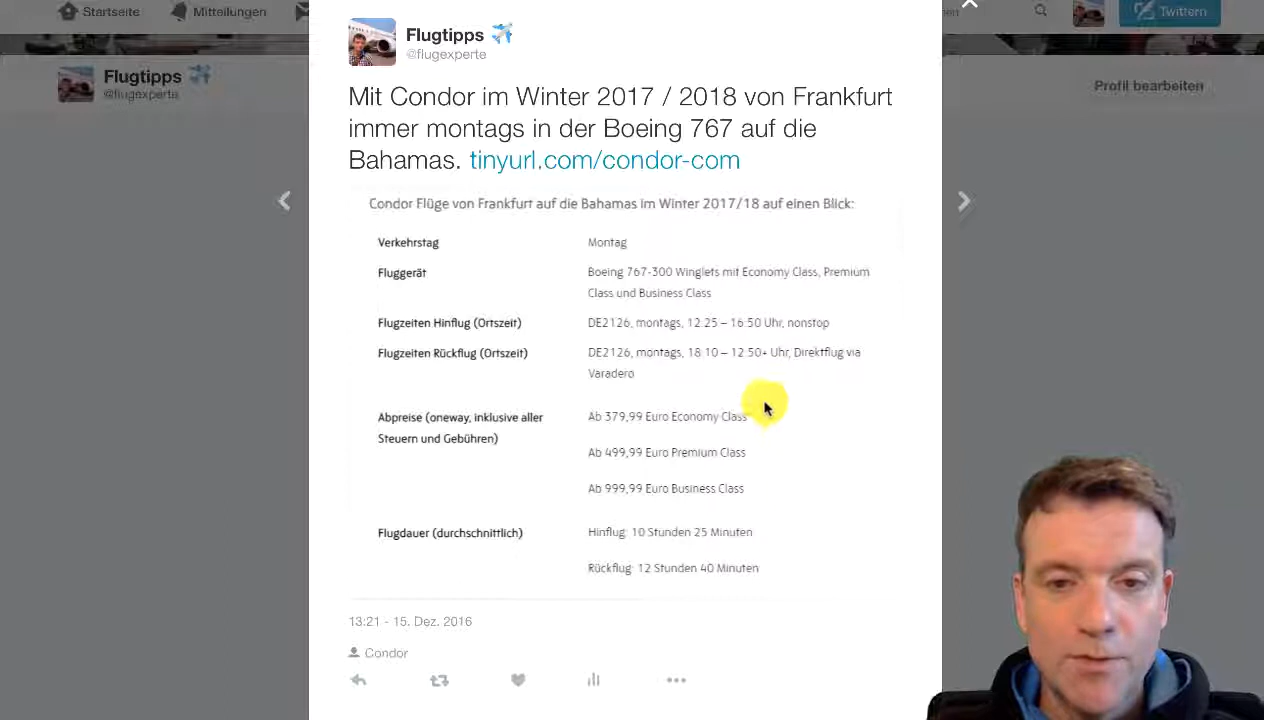 Startseite
Mitteilungen
Twittern
Flugtipps
@flugexperte
Flugtipps
@flugexperte
Profil bearbeiten
Mit Condor im Winter 2017 / 2018 von Frankfurt
immer montags in der Boeing 767 auf die
Bahamas. tinyurl.com/condor-com
Condor Flüge von Frankfurt auf die Bahamas im Winter 2017/18 auf einen Blick:
Verkehrstag Montag
Fluggerät Boeing 767-300 Winglets mit Economy Class, Premium
Class und Business Class
Flugzeiten Hinflug (Ortszeit) DE2126, montags, 12:25 – 16:50 Uhr, nonstop
Flugzeiten Rückflug (Ortszeit) DE2126, montags, 18:10 – 12:50+ Uhr, Direktflug via
Varadero
Abpreise (oneway, inklusive aller Ab 379,99 Euro Economy Class
Steuern und Gebühren)
Ab 499,99 Euro Premium Class
Ab 999,99 Euro Business Class
Flugdauer (durchschnittlich) Hinflug: 10 Stunden 25 Minuten
Rückflug: 12 Stunden 40 Minuten
13:21 - 15. Dez. 2016
Condor